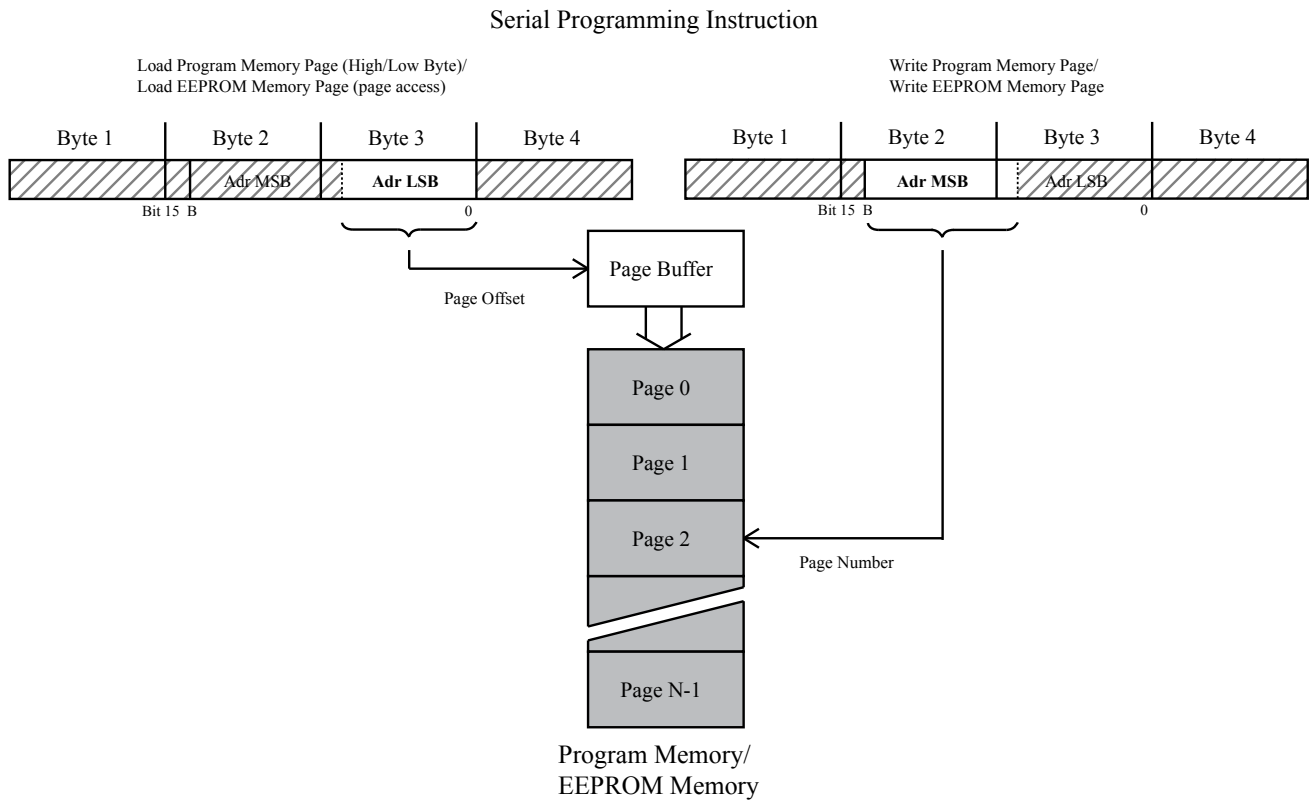 Serial Programming Instruction
Load Program Memory Page (High/Low Byte)/
Load EEPROM Memory Page (page access)
Write Program Memory Page/
Write EEPROM Memory Page
Byte 1 Byte 2 Byte 3 Byte 4
Byte 1 Byte 2 Byte 3 Byte 4
Adr MSB Adr LSB
Adr MSB Adr LSB
Bit 15 B 0
Bit 15 B 0
Page Buffer
Page Offset
Page 0
Page 1
Page 2
Page Number
Page N-1
Program Memory/
EEPROM Memory